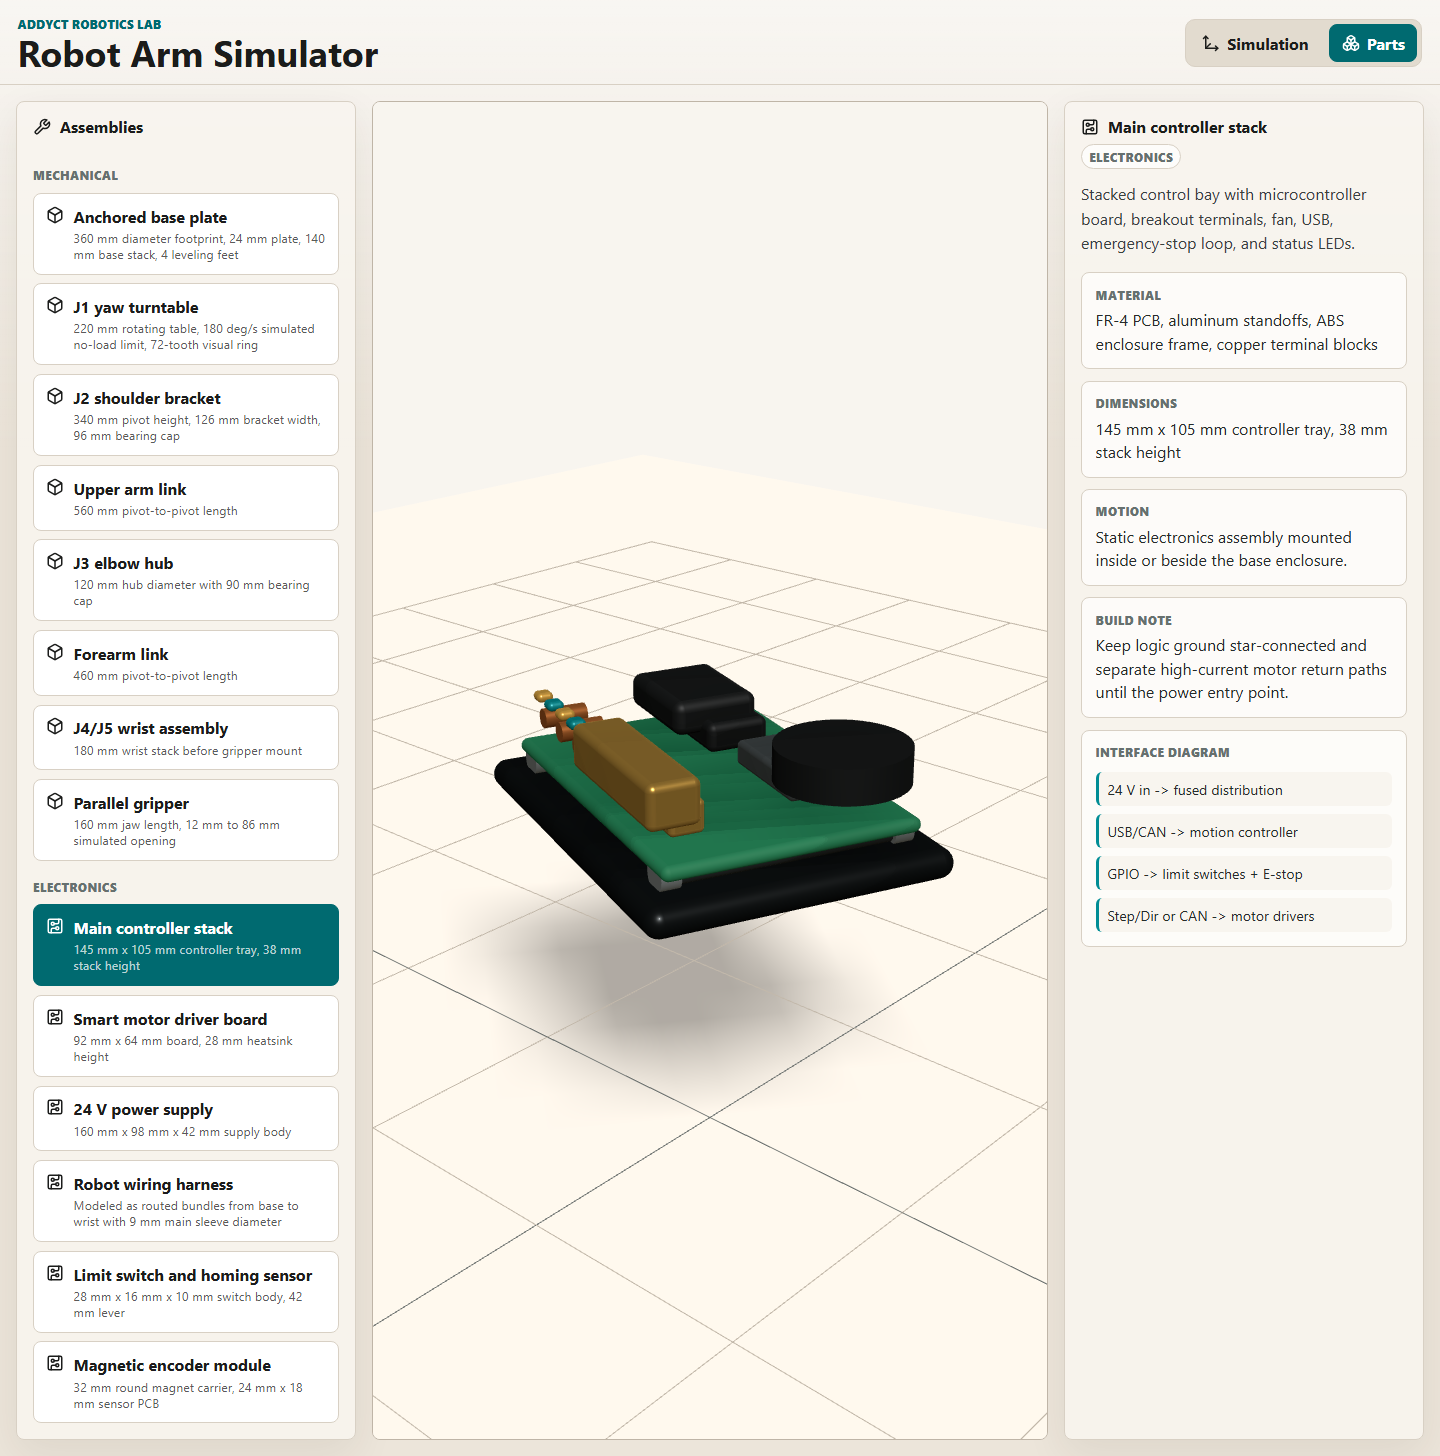 ADDYCT ROBOTICS LAB
Robot Arm Simulator
Simulation
Parts
Assemblies
MECHANICAL
Anchored base plate
360 mm diameter footprint, 24 mm plate, 140
mm base stack, 4 leveling feet
J1 yaw turntable
220 mm rotating table, 180 deg/s simulated
no-load limit, 72-tooth visual ring
J2 shoulder bracket
340 mm pivot height, 126 mm bracket width,
96 mm bearing cap
Upper arm link
560 mm pivot-to-pivot length
J3 elbow hub
120 mm hub diameter with 90 mm bearing
cap
Forearm link
460 mm pivot-to-pivot length
J4/J5 wrist assembly
180 mm wrist stack before gripper mount
Parallel gripper
160 mm jaw length, 12 mm to 86 mm
simulated opening
ELECTRONICS
Main controller stack
145 mm x 105 mm controller tray, 38 mm
stack height
Smart motor driver board
92 mm x 64 mm board, 28 mm heatsink
height
24 V power supply
160 mm x 98 mm x 42 mm supply body
Robot wiring harness
Modeled as routed bundles from base to
wrist with 9 mm main sleeve diameter
Limit switch and homing sensor
28 mm x 16 mm x 10 mm switch body, 42
mm lever
Magnetic encoder module
32 mm round magnet carrier, 24 mm x 18
mm sensor PCB
Main controller stack
ELECTRONICS
Stacked control bay with microcontroller
board, breakout terminals, fan, USB,
emergency-stop loop, and status LEDs.
MATERIAL
FR-4 PCB, aluminum standoffs, ABS
enclosure frame, copper terminal blocks
DIMENSIONS
145 mm x 105 mm controller tray, 38 mm
stack height
MOTION
Static electronics assembly mounted
inside or beside the base enclosure.
BUILD NOTE
Keep logic ground star-connected and
separate high-current motor return paths
until the power entry point.
INTERFACE DIAGRAM
24 V in -> fused distribution
USB/CAN -> motion controller
GPIO -> limit switches + E-stop
Step/Dir or CAN -> motor drivers